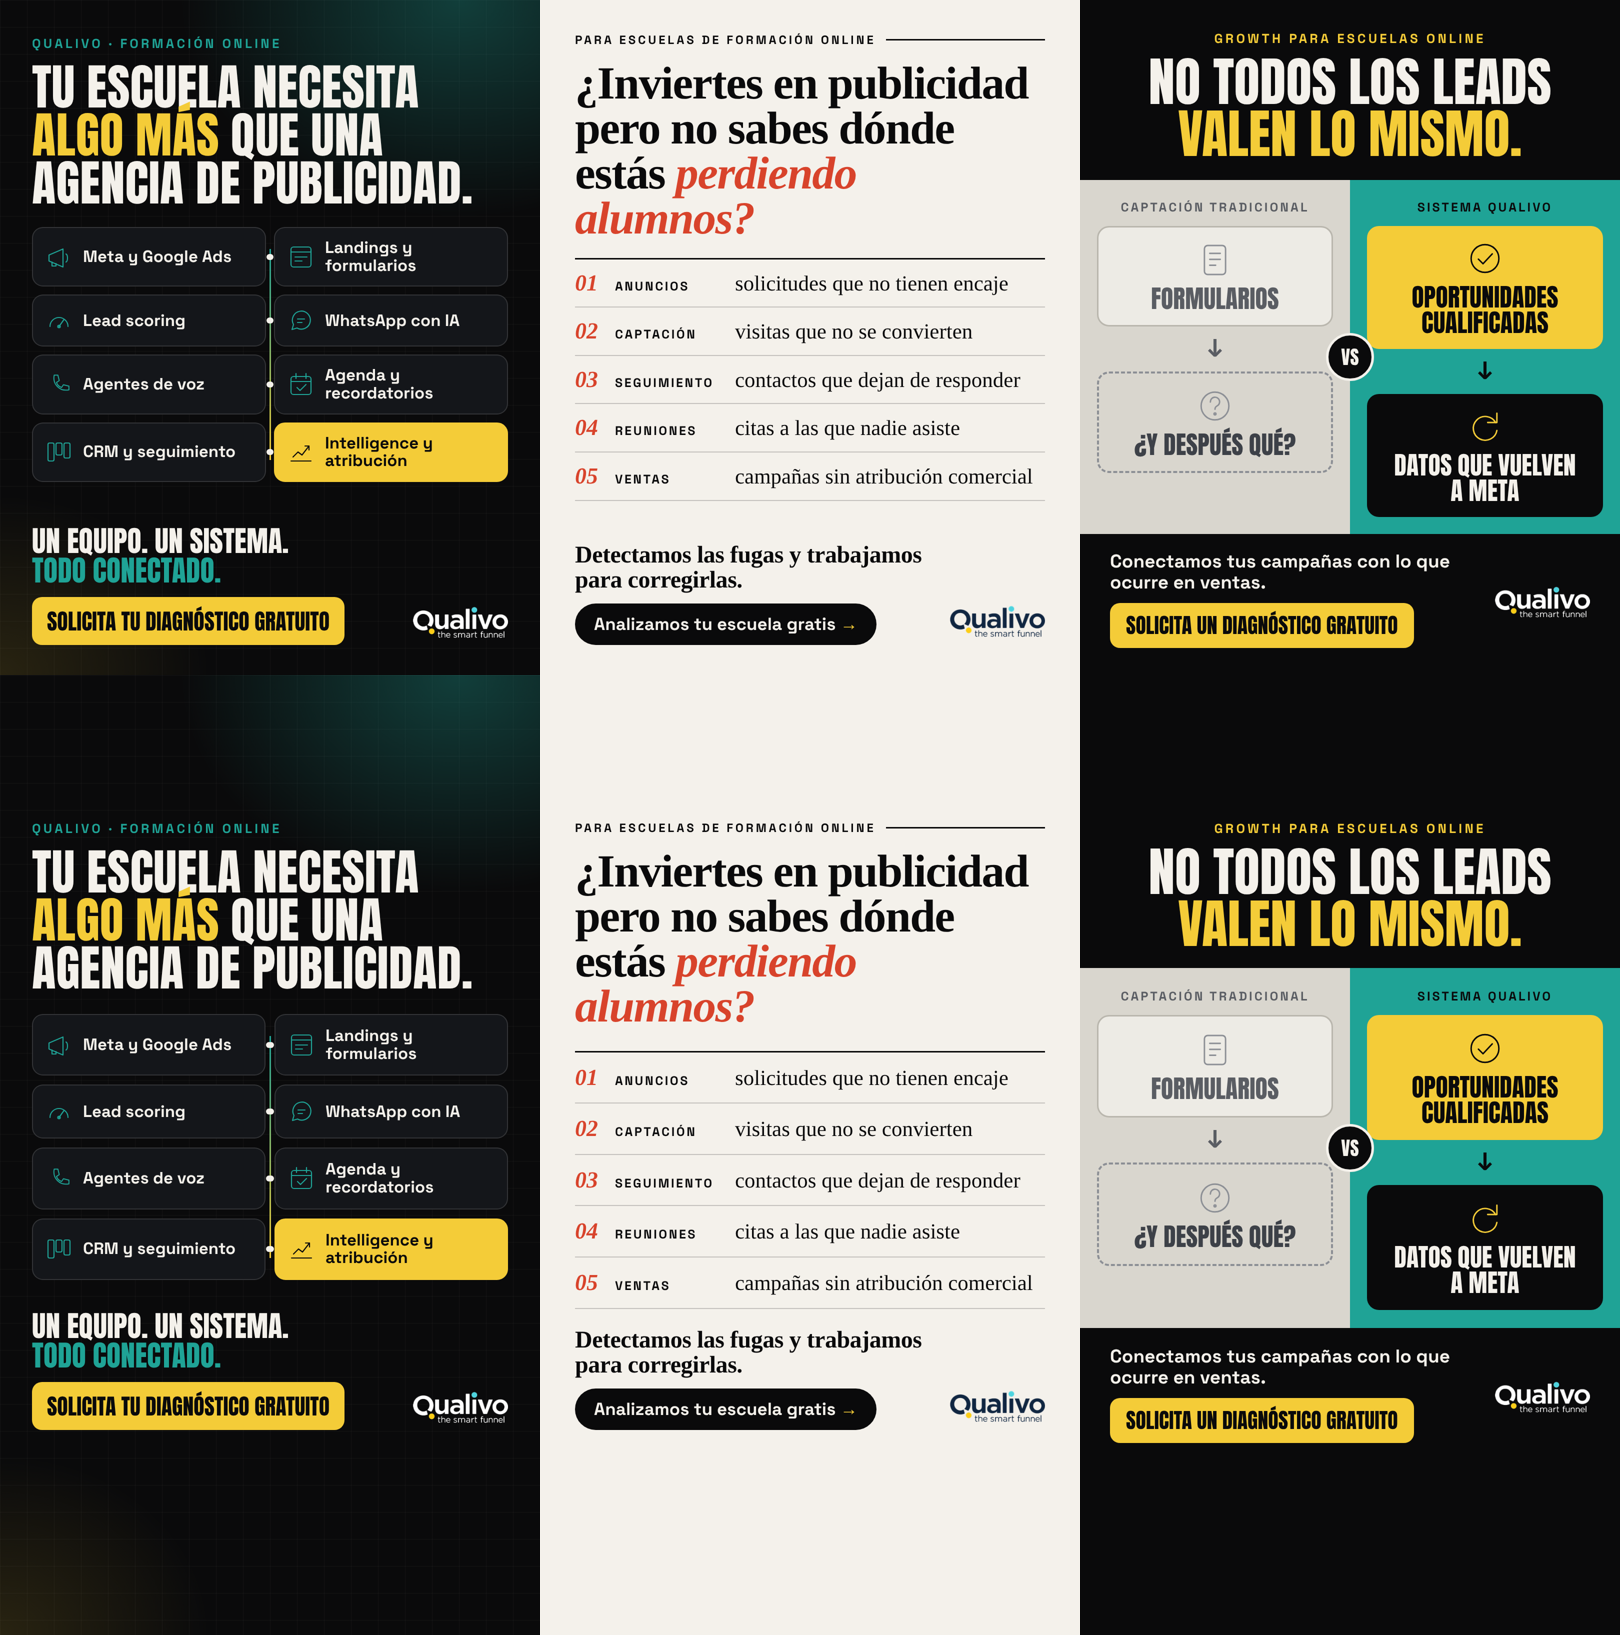 QUALIVO · FORMACIÓN ONLINE
TU ESCUELA NECESITA
ALGO MÁS QUE UNA
AGENCIA DE PUBLICIDAD.
Meta y Google Ads
Landings y
formularios
Lead scoring
WhatsApp con IA
Agentes de voz
Agenda y
recordatorios
CRM y seguimiento
Intelligence y
atribución
UN EQUIPO. UN SISTEMA.
TODO CONECTADO.
SOLICITA TU DIAGNÓSTICO GRATUITO
Qualivo
the smart funnel
PARA ESCUELAS DE FORMACIÓN ONLINE
¿Inviertes en publicidad
pero no sabes dónde
estás perdiendo
alumnos?
01 ANUNCIOS solicitudes que no tienen encaje
02 CAPTACIÓN visitas que no se convierten
03 SEGUIMIENTO contactos que dejan de responder
04 REUNIONES citas a las que nadie asiste
05 VENTAS campañas sin atribución comercial
Detectamos las fugas y trabajamos
para corregirlas.
Analizamos tu escuela gratis →
Qualivo
the smart funnel
GROWTH PARA ESCUELAS ONLINE
NO TODOS LOS LEADS
VALEN LO MISMO.
CAPTACIÓN TRADICIONAL
FORMULARIOS
↓
¿Y DESPUÉS QUÉ?
VS
SISTEMA QUALIVO
OPORTUNIDADES
CUALIFICADAS
↓
DATOS QUE VUELVEN
A META
Conectamos tus campañas con lo que
ocurre en ventas.
SOLICITA UN DIAGNÓSTICO GRATUITO
Qualivo
the smart funnel
QUALIVO · FORMACIÓN ONLINE
TU ESCUELA NECESITA
ALGO MÁS QUE UNA
AGENCIA DE PUBLICIDAD.
Meta y Google Ads
Landings y
formularios
Lead scoring
WhatsApp con IA
Agentes de voz
Agenda y
recordatorios
CRM y seguimiento
Intelligence y
atribución
UN EQUIPO. UN SISTEMA.
TODO CONECTADO.
SOLICITA TU DIAGNÓSTICO GRATUITO
Qualivo
the smart funnel
PARA ESCUELAS DE FORMACIÓN ONLINE
¿Inviertes en publicidad
pero no sabes dónde
estás perdiendo
alumnos?
01 ANUNCIOS solicitudes que no tienen encaje
02 CAPTACIÓN visitas que no se convierten
03 SEGUIMIENTO contactos que dejan de responder
04 REUNIONES citas a las que nadie asiste
05 VENTAS campañas sin atribución comercial
Detectamos las fugas y trabajamos
para corregirlas.
Analizamos tu escuela gratis →
Qualivo
the smart funnel
GROWTH PARA ESCUELAS ONLINE
NO TODOS LOS LEADS
VALEN LO MISMO.
CAPTACIÓN TRADICIONAL
FORMULARIOS
↓
¿Y DESPUÉS QUÉ?
VS
SISTEMA QUALIVO
OPORTUNIDADES
CUALIFICADAS
↓
DATOS QUE VUELVEN
A META
Conectamos tus campañas con lo que
ocurre en ventas.
SOLICITA UN DIAGNÓSTICO GRATUITO
Qualivo
the smart funnel